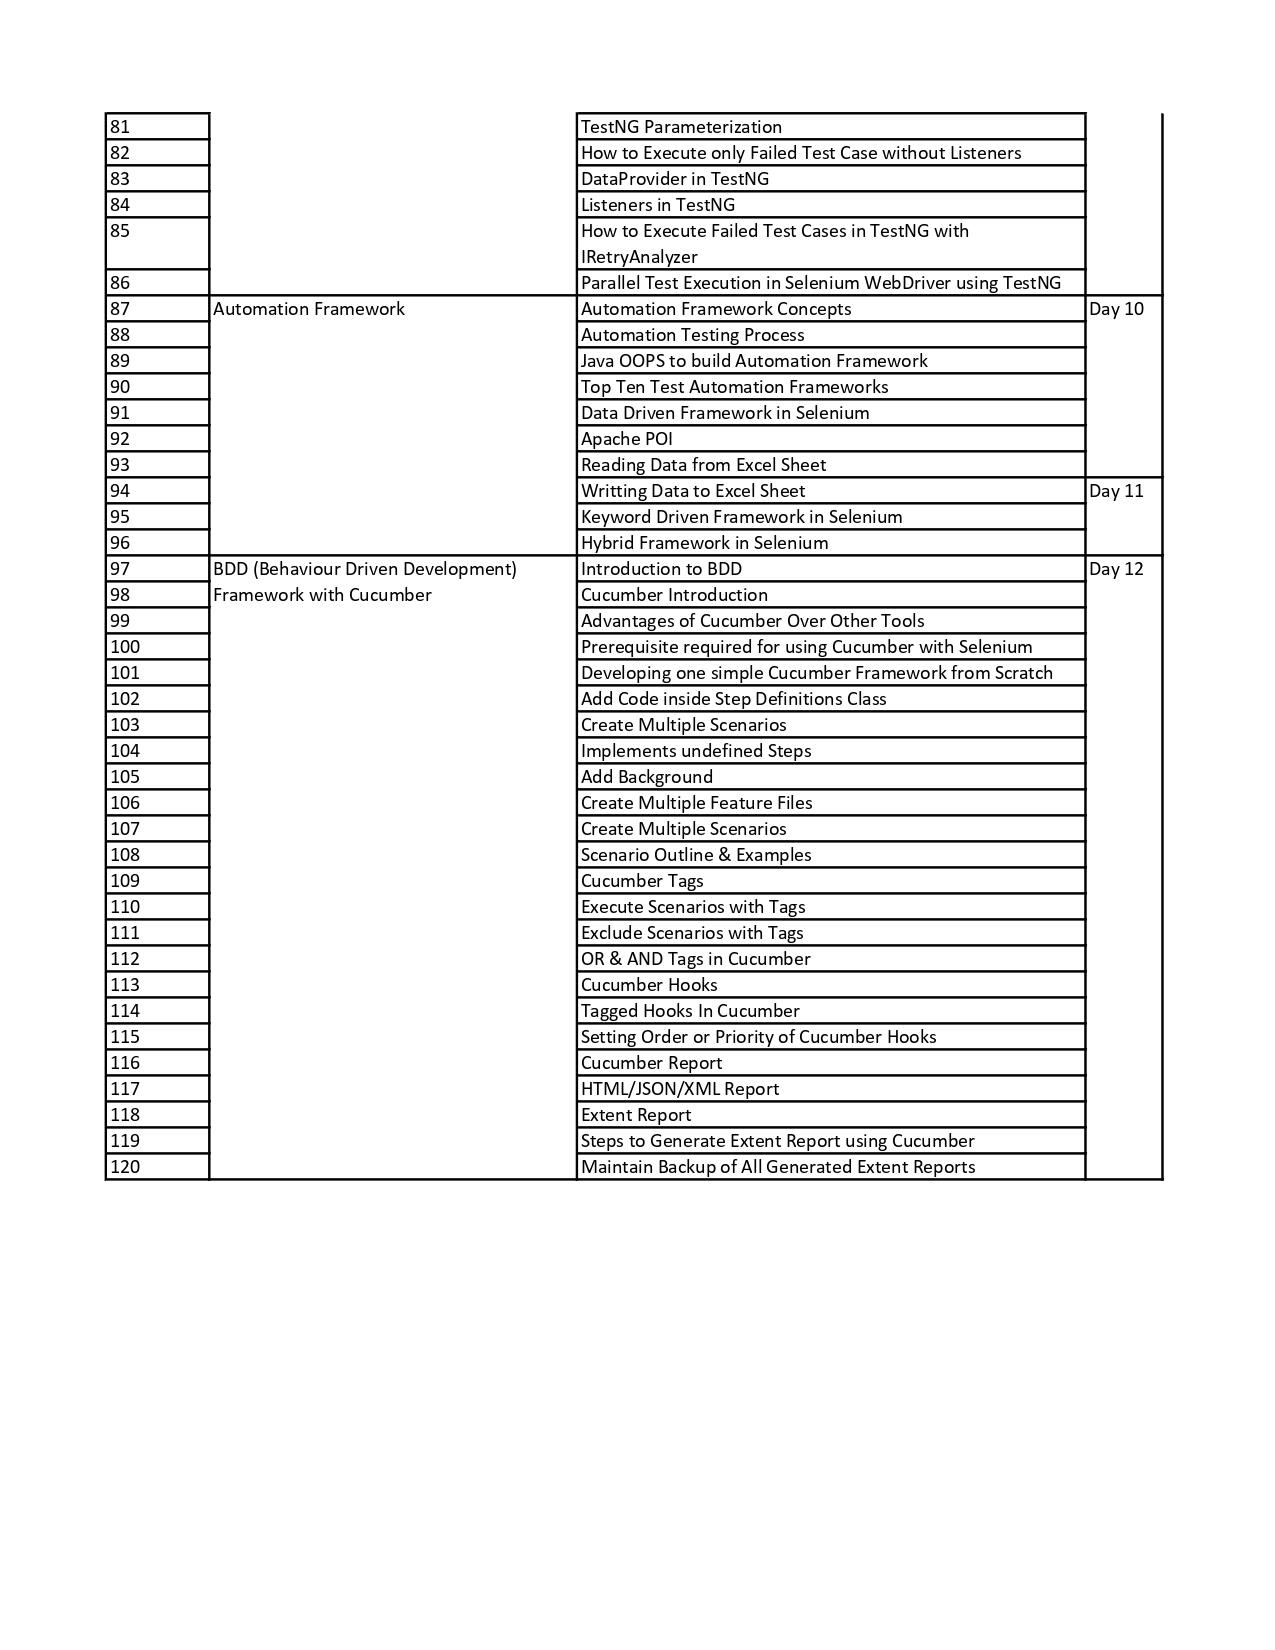 81 TestNG Parameterization
82 How to Execute only Failed Test Case without Listeners
83 DataProvider in TestNG
84 Listeners in TestNG
85 How to Execute Failed Test Cases in TestNG with
IRetryAnalyzer
86 Parallel Test Execution in Selenium WebDriver using TestNG
87 Automation Framework Automation Framework Concepts Day 10
88 Automation Testing Process
89 Java OOPS to build Automation Framework
90 Top Ten Test Automation Frameworks
91 Data Driven Framework in Selenium
92 Apache POI
93 Reading Data from Excel Sheet
94 Writting Data to Excel Sheet Day 11
95 Keyword Driven Framework in Selenium
96 Hybrid Framework in Selenium
97 BDD (Behaviour Driven Development) Introduction to BDD Day 12
98 Framework with Cucumber Cucumber Introduction
99 Advantages of Cucumber Over Other Tools
100 Prerequisite required for using Cucumber with Selenium
101 Developing one simple Cucumber Framework from Scratch
102 Add Code inside Step Definitions Class
103 Create Multiple Scenarios
104 Implements undefined Steps
105 Add Background
106 Create Multiple Feature Files
107 Create Multiple Scenarios
108 Scenario Outline & Examples
109 Cucumber Tags
110 Execute Scenarios with Tags
111 Exclude Scenarios with Tags
112 OR & AND Tags in Cucumber
113 Cucumber Hooks
114 Tagged Hooks In Cucumber
115 Setting Order or Priority of Cucumber Hooks
116 Cucumber Report
117 HTML/JSON/XML Report
118 Extent Report
119 Steps to Generate Extent Report using Cucumber
120 Maintain Backup of All Generated Extent Reports